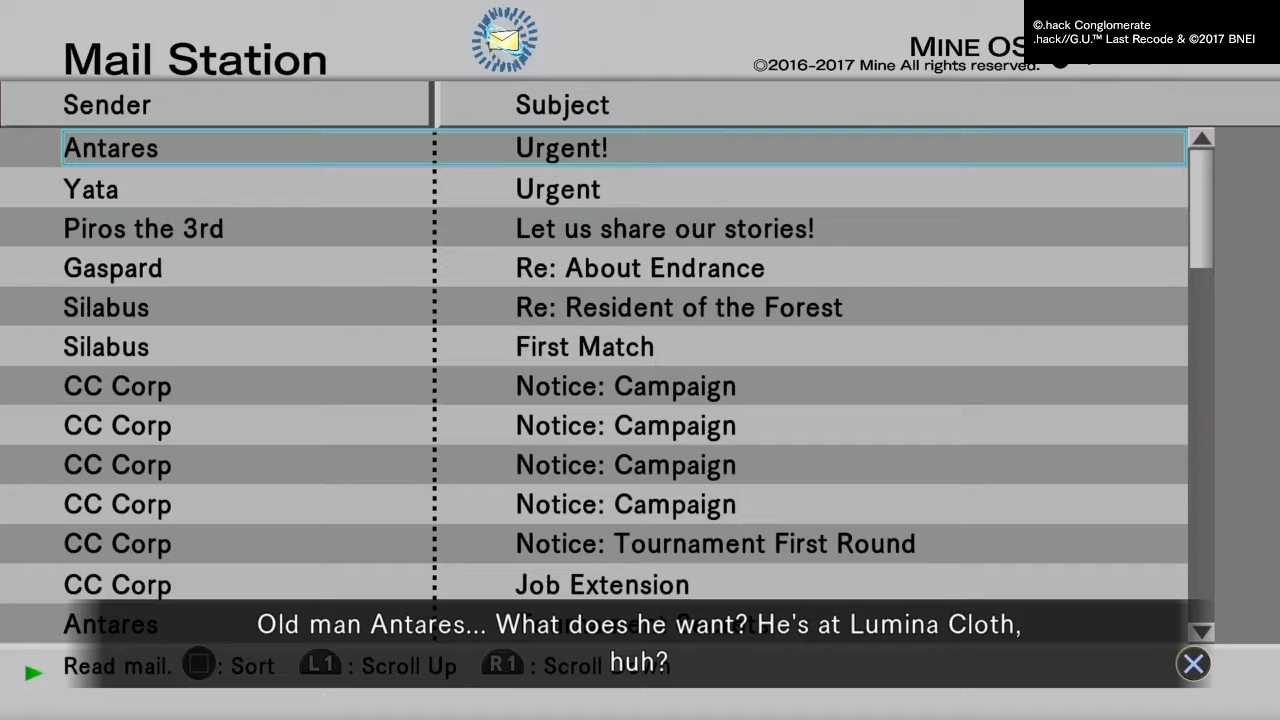 ©.hack Conglomerate
.hack//G.U.™ Last Recode & ©2017 BNEI
Mail Station
MINE OS
©2016-2017 Mine All rights reserved.
Sender Subject
Antares Urgent!
Yata Urgent
Piros the 3rd Let us share our stories!
Gaspard Re: About Endrance
Silabus Re: Resident of the Forest
Silabus First Match
CC Corp Notice: Campaign
CC Corp Notice: Campaign
CC Corp Notice: Campaign
CC Corp Notice: Campaign
CC Corp Notice: Tournament First Round
CC Corp Job Extension
Antares
Old man Antares... What does he want? He's at Lumina Cloth,
huh?
Read mail. : Sort L1 : Scroll Up R1 : Scroll Down